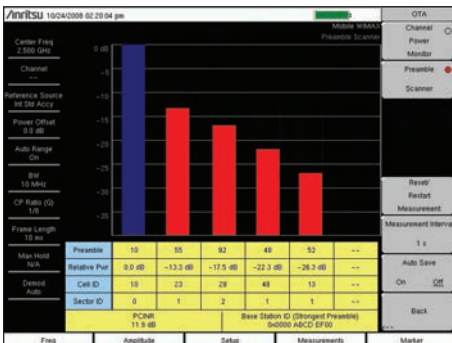 Anritsu 10/24/2008 02:20:04 pm
Mobile WiMAX
Preamble Scanner
OTA
Channel
Power
Monitor
Preamble
Scanner
Reset/
Restart
Measurement
Measurement Interval
1 s
Auto Save
On Off
Back
Center Freq
2.500 GHz
Channel
--
Reference Source
Int Std Accy
Power Offset
0.0 dB
Auto Range
On
BW
10 MHz
CP Ratio (G)
1/8
Frame Length
10 ms
Max Hold
N/A
Demod
Auto
0 dB
-5
-10
-15
-20
-25
-30
-35
Preamble 10 55 92 48 52 --
Relative Pwr 0.0 dB -13.2 dB -17.5 dB -22.3 dB -26.3 dB --
Cell ID 10 23 28 48 13 --
Sector ID 0 1 2 1 1 --
PCINR
11.9 dB
Base Station ID (Strongest Preamble)
0x0000 ABCD EF00
Freq Amplitude Setup Measurements Marker